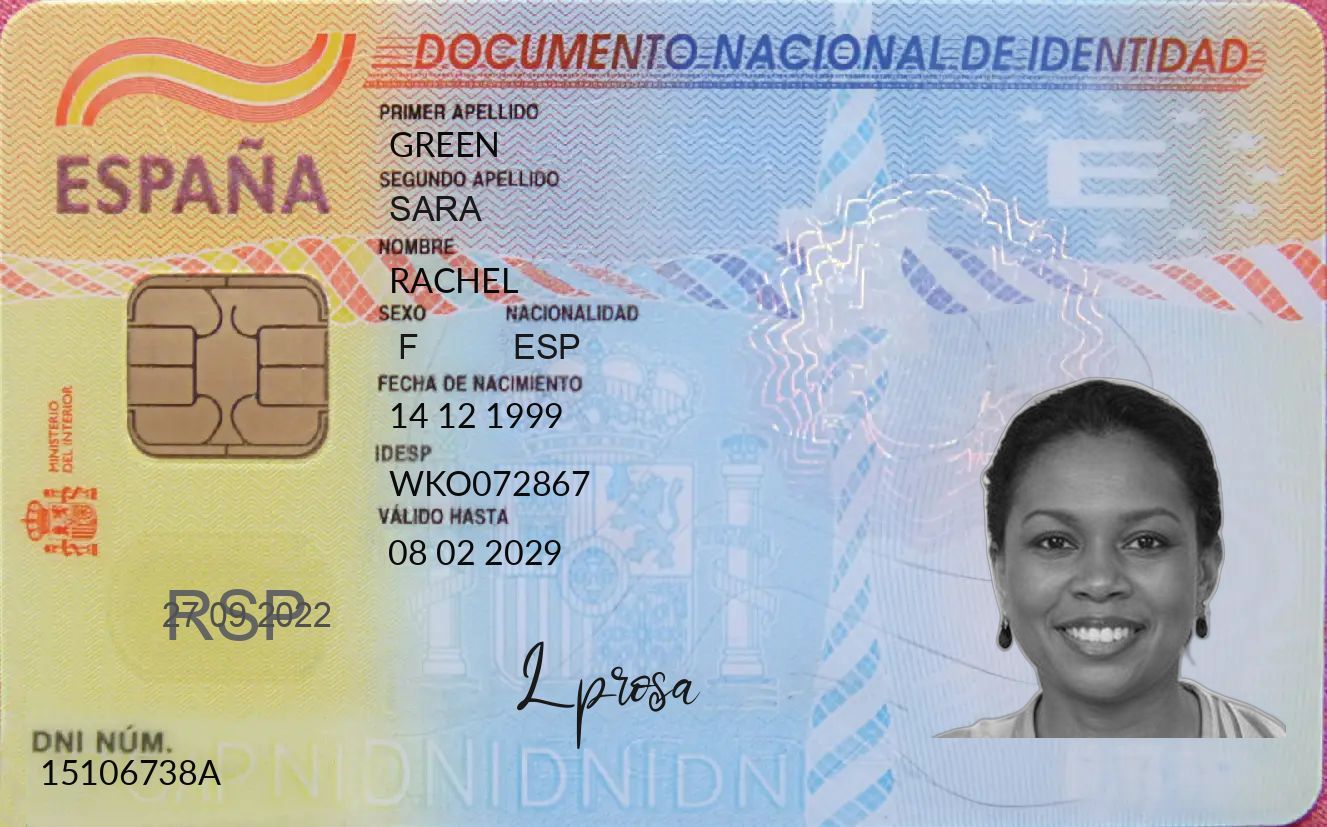 DOCUMENTO NACIONAL DE IDENTIDAD
ESPAÑA
PRIMER APELLIDO
GREEN
SEGUNDO APELLIDO
SARA
NOMBRE
RACHEL
SEXO NACIONALIDAD
F ESP
FECHA DE NACIMIENTO
14 12 1999
IDESP
WKO072867
VÁLIDO HASTA
08 02 2029
MINISTERIO
DEL INTERIOR
E
RSP
27 09 2022
Lprosa
DNI NÚM.
15106738A
DNIDNIDNIDN